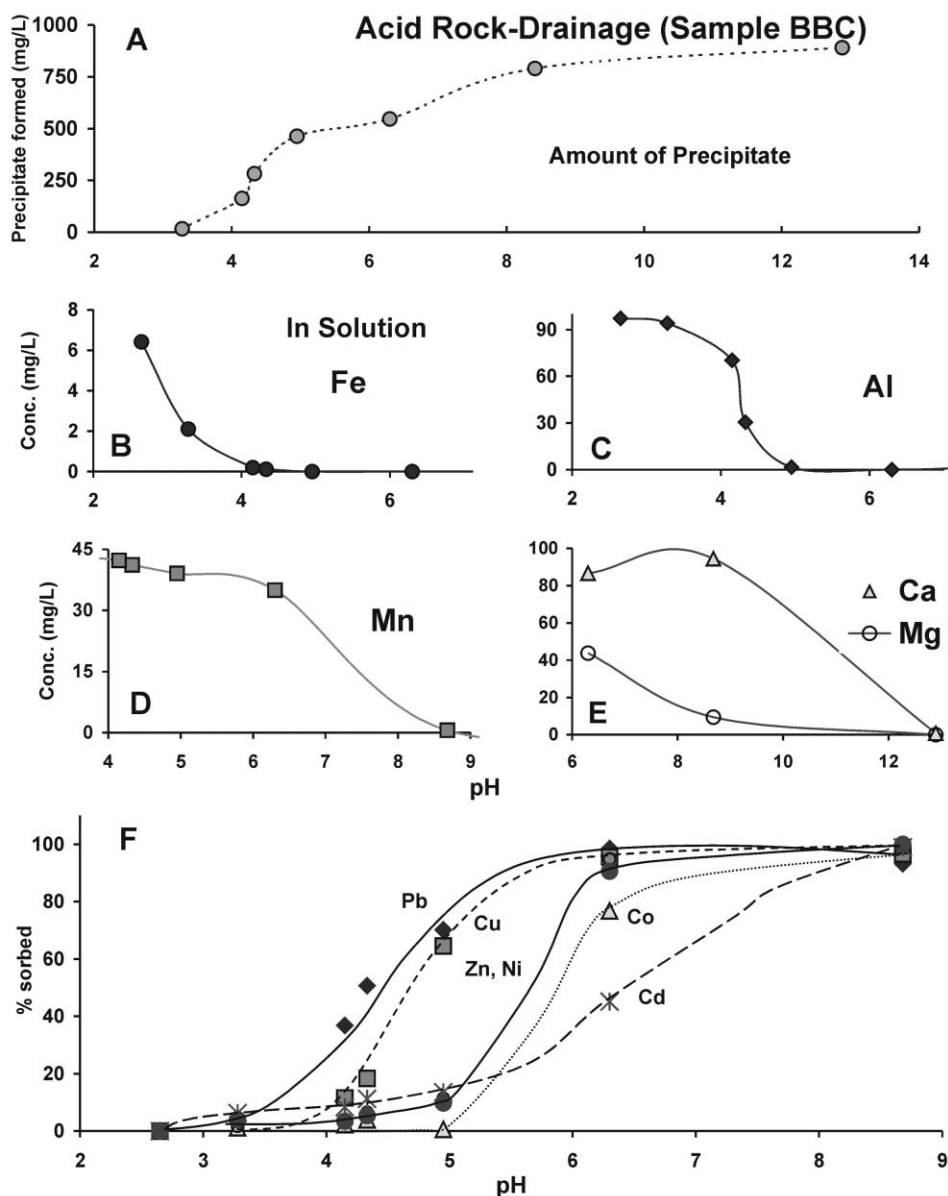 Acid Rock-Drainage (Sample BBC)
A
Precipitate formed (mg/L)
1000
750
500
250
0
Amount of Precipitate
2 4 6 8 10 12 14
8
6
4
2
0
Conc. (mg/L)
In Solution
Fe
B
2 4 6
90
60
30
0
Al
C
2 4 6
45
30
15
0
Conc. (mg/L)
Mn
D
4 5 6 7 8 9
100
80
60
40
20
0
Ca
Mg
E
6 8 10 12
pH
F
100
80
60
40
20
0
% sorbed
Pb
Cu
Zn, Ni
Co
Cd
2 3 4 5 6 7 8 9
pH